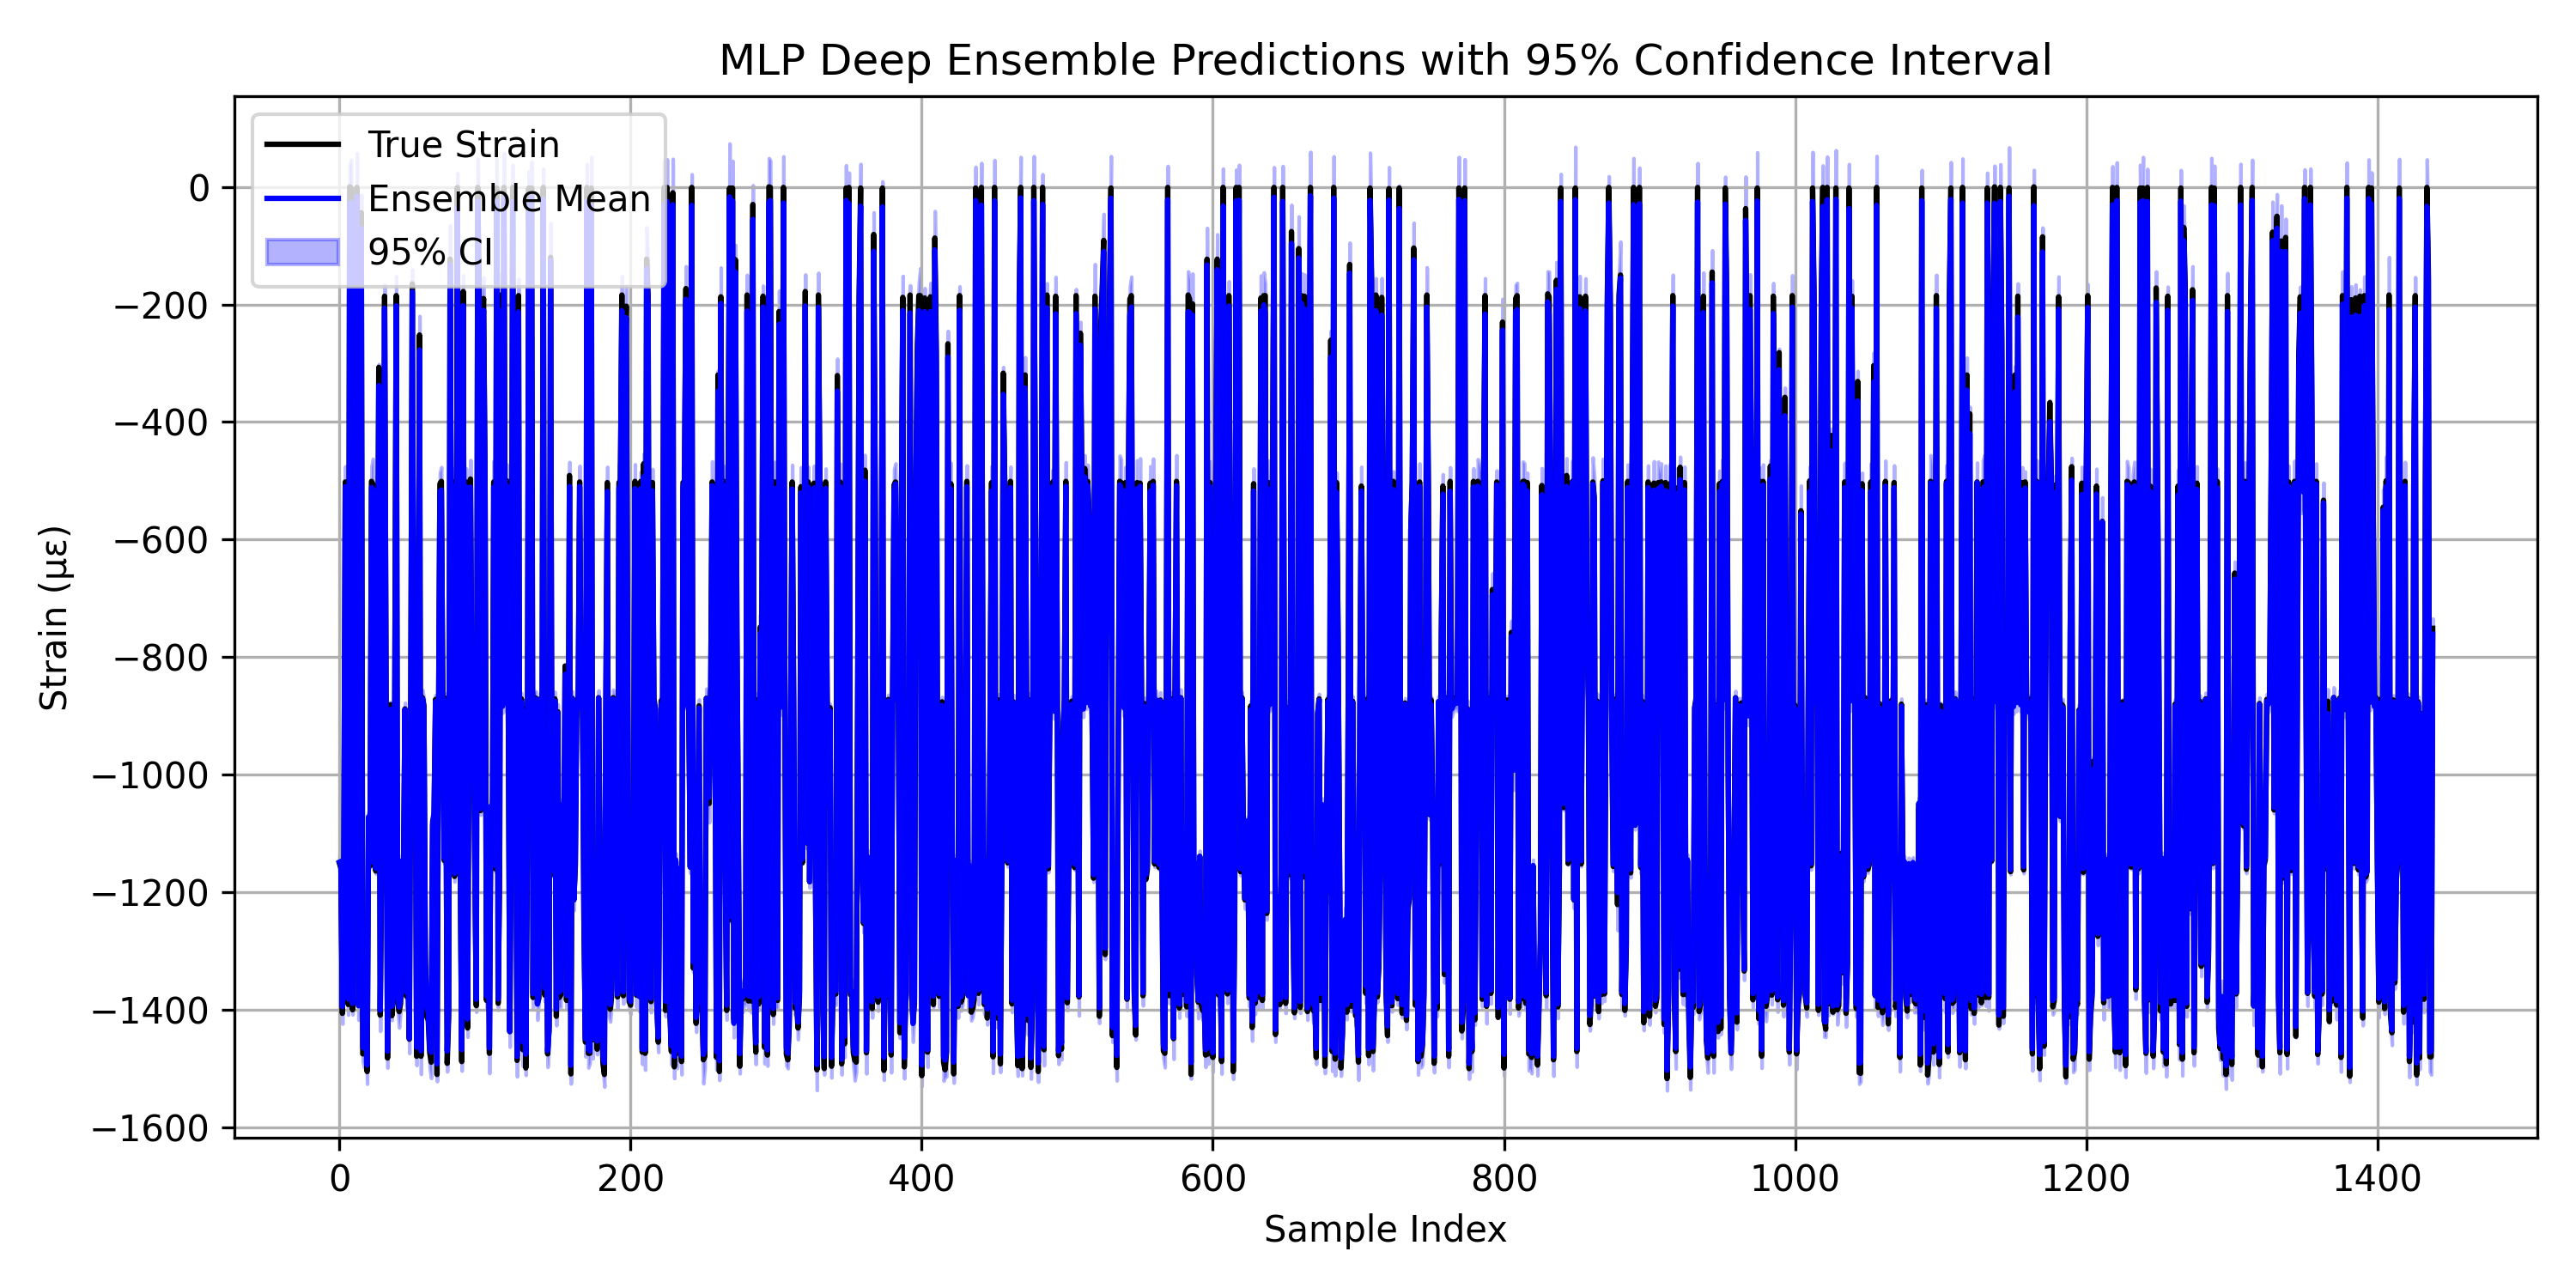 MLP Deep Ensemble Predictions with 95% Confidence Interval
True Strain
Ensemble Mean
95% CI
Strain (με)
0
−200
−400
−600
−800
−1000
−1200
−1400
−1600
0 200 400 600 800 1000 1200 1400
Sample Index